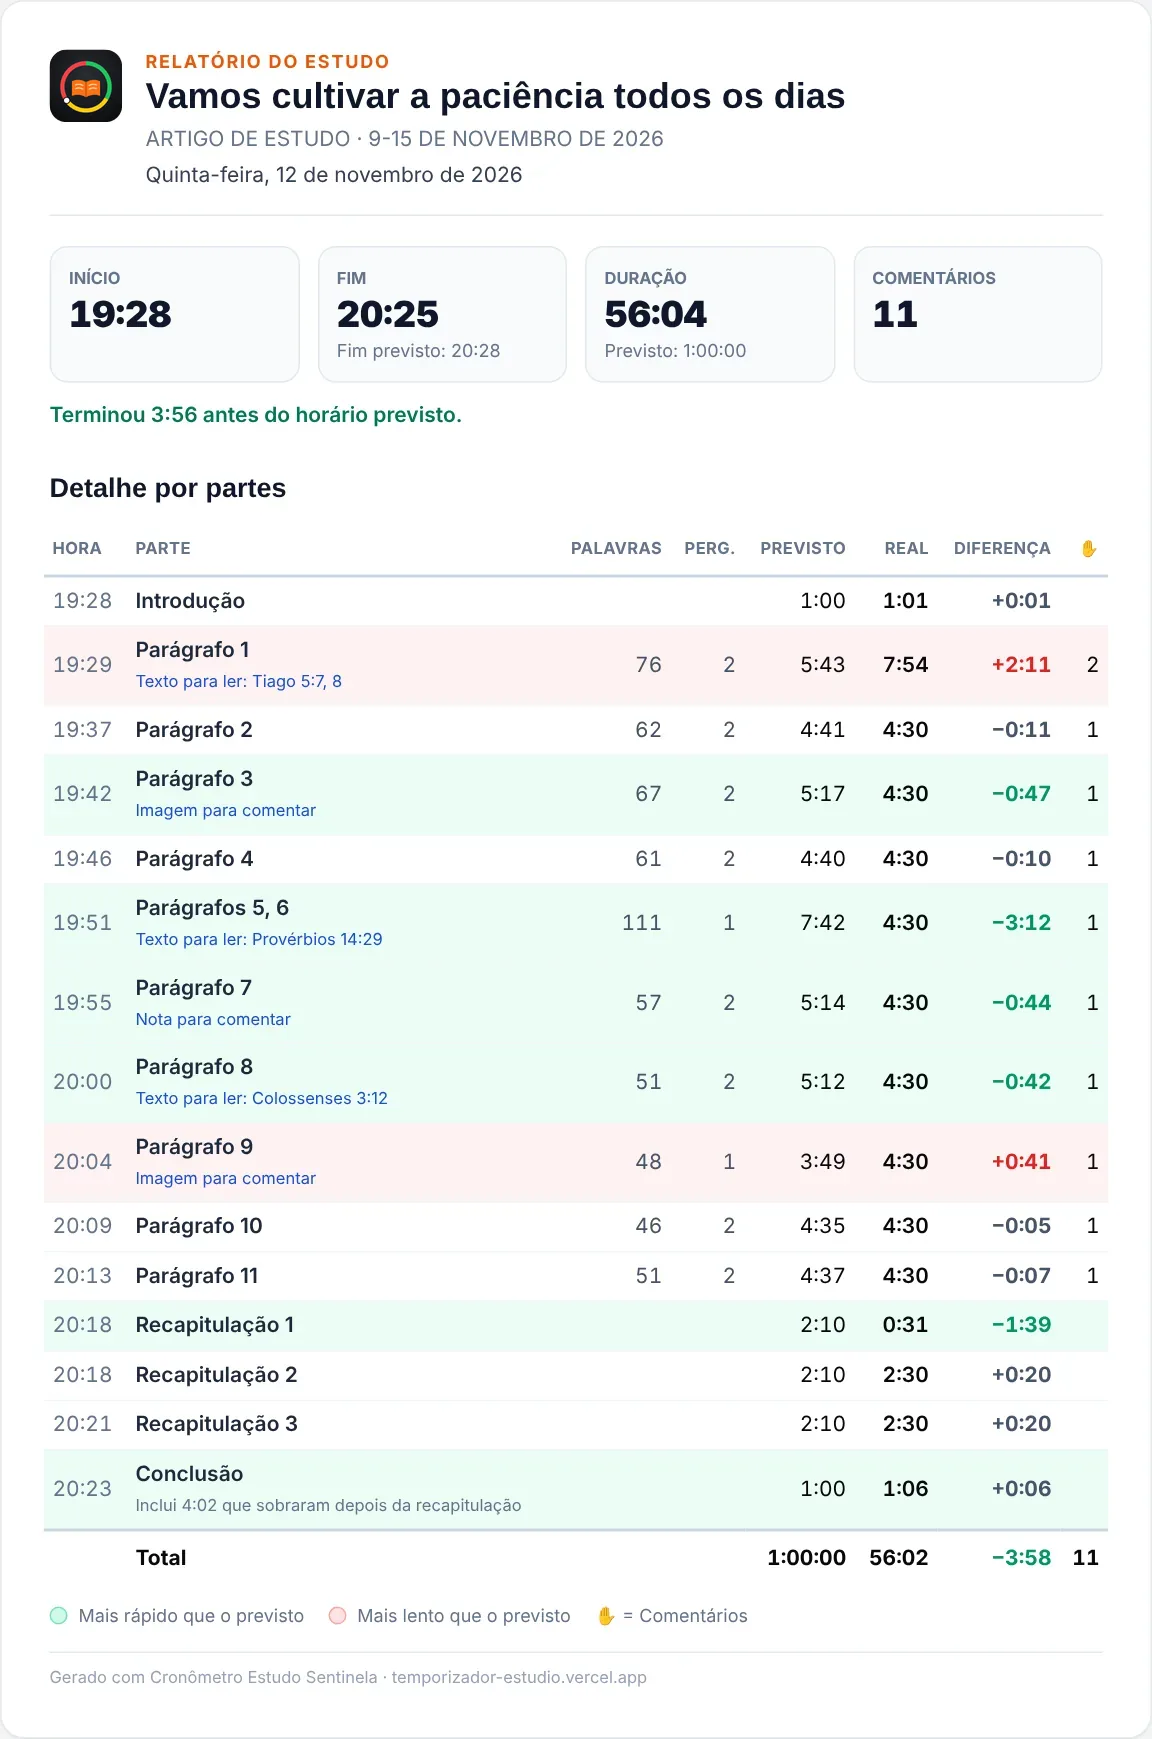 RELATÓRIO DO ESTUDO
Vamos cultivar a paciência todos os dias
ARTIGO DE ESTUDO · 9-15 DE NOVEMBRO DE 2026
Quinta-feira, 12 de novembro de 2026
INÍCIO
19:28
FIM
20:25
Fim previsto: 20:28
DURAÇÃO
56:04
Previsto: 1:00:00
COMENTÁRIOS
11
Terminou 3:56 antes do horário previsto.
Detalhe por partes
HORA PARTE PALAVRAS PERG. PREVISTO REAL DIFERENÇA ✋
19:28 Introdução 1:00 1:01 +0:01
19:29 Parágrafo 1 76 2 5:43 7:54 +2:11 2
Texto para ler: Tiago 5:7, 8
19:37 Parágrafo 2 62 2 4:41 4:30 −0:11 1
19:42 Parágrafo 3 67 2 5:17 4:30 −0:47 1
Imagem para comentar
19:46 Parágrafo 4 61 2 4:40 4:30 −0:10 1
19:51 Parágrafos 5, 6 111 1 7:42 4:30 −3:12 1
Texto para ler: Provérbios 14:29
19:55 Parágrafo 7 57 2 5:14 4:30 −0:44 1
Nota para comentar
20:00 Parágrafo 8 51 2 5:12 4:30 −0:42 1
Texto para ler: Colossenses 3:12
20:04 Parágrafo 9 48 1 3:49 4:30 +0:41 1
Imagem para comentar
20:09 Parágrafo 10 46 2 4:35 4:30 −0:05 1
20:13 Parágrafo 11 51 2 4:37 4:30 −0:07 1
20:18 Recapitulação 1 2:10 0:31 −1:39
20:18 Recapitulação 2 2:10 2:30 +0:20
20:21 Recapitulação 3 2:10 2:30 +0:20
20:23 Conclusão 1:00 1:06 +0:06
Inclui 4:02 que sobraram depois da recapitulação
Total 1:00:00 56:02 −3:58 11
Mais rápido que o previsto Mais lento que o previsto ✋ = Comentários
Gerado com Cronômetro Estudo Sentinela · temporizador-estudio.vercel.app